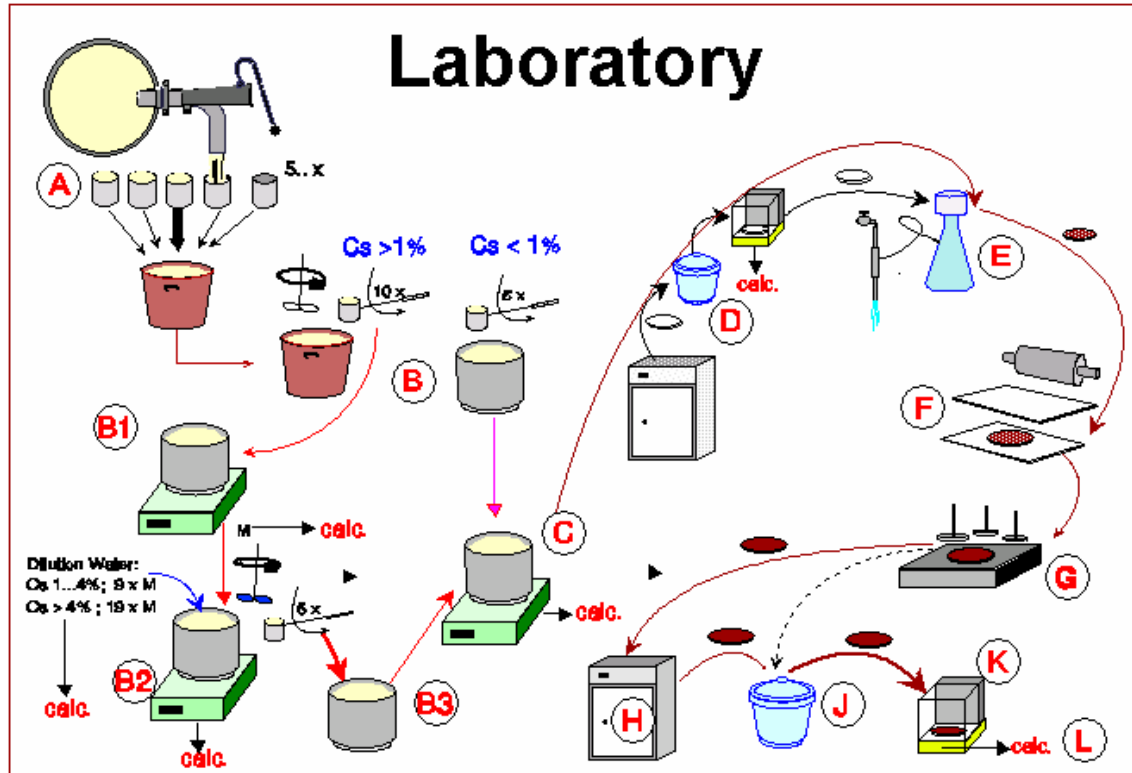 Laboratory
5.. x
A
Cs >1%
Cs < 1%
10 x
5 x
calc.
E
D
B
F
B1
M
calc.
C
Dilution Water:
Cs 1...4% ; 9 x M
Cs > 4% ; 19 x M
5 x
calc.
G
B2
B3
H
J
K
calc.
calc.
calc.
L